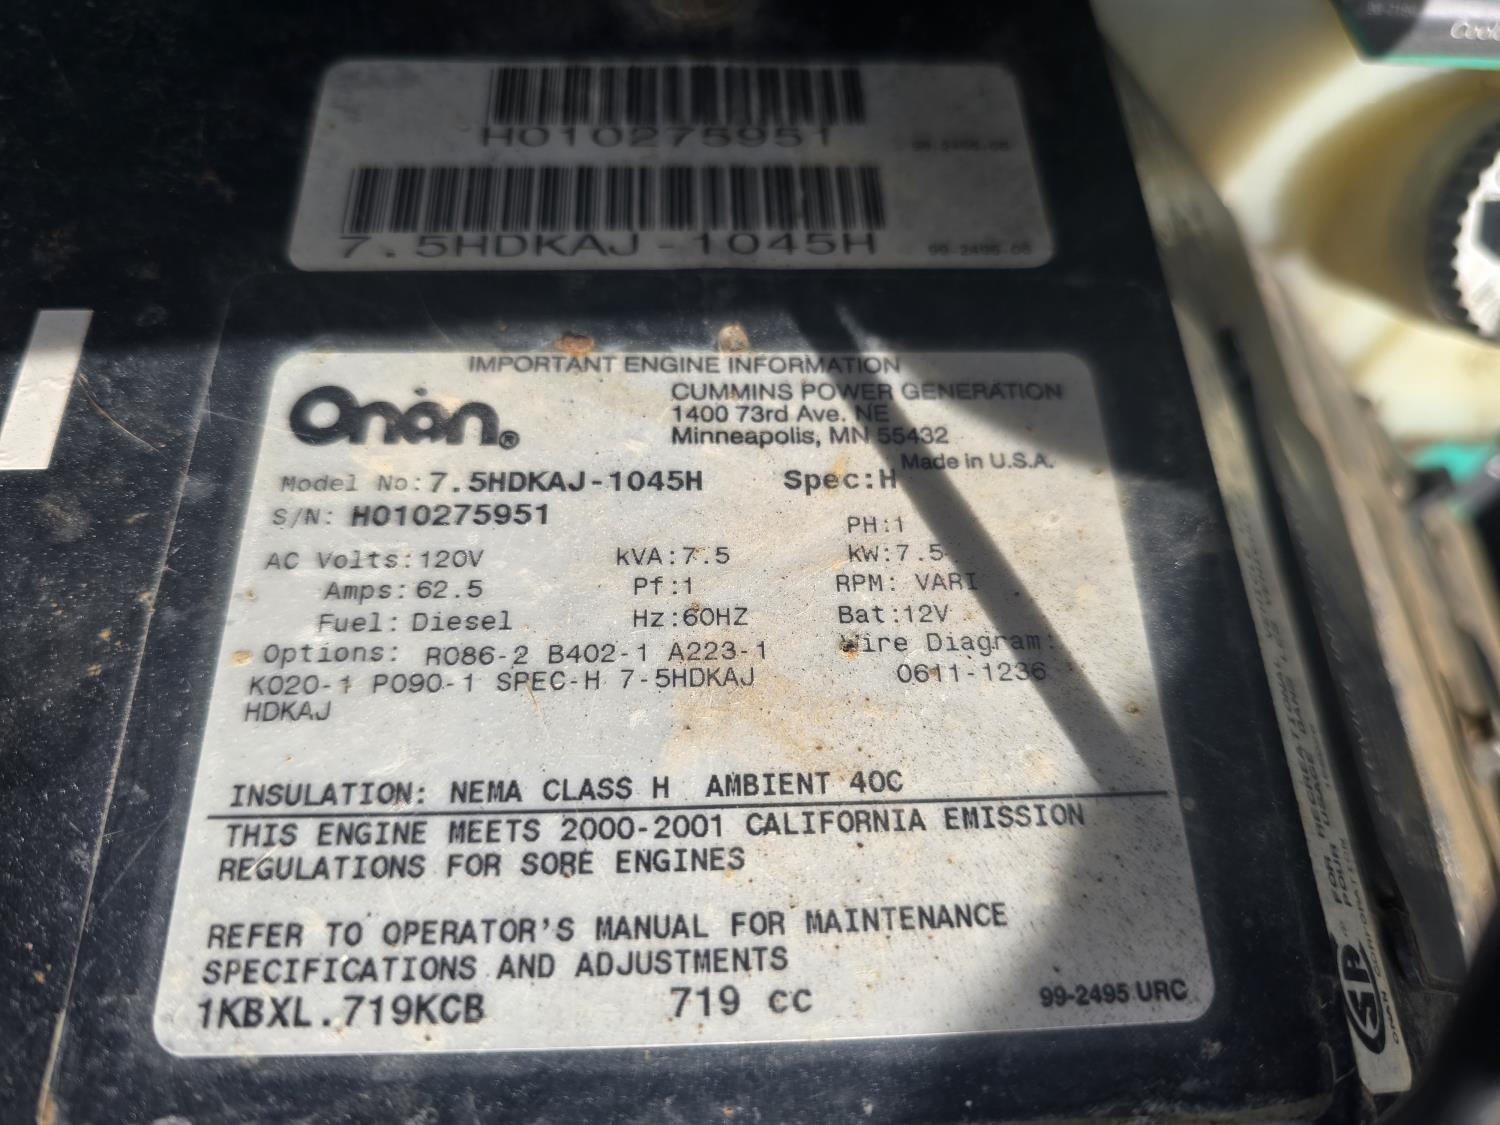 H010275951
7.5HDKAJ-1045H
99-2495-05
IMPORTANT ENGINE INFORMATION
Onan®
CUMMINS POWER GENERATION
1400 73rd Ave. NE
Minneapolis, MN 55432
Made in U.S.A.
Model No: 7.5HDKAJ-1045H Spec: H
S/N: H010275951
PH: 1
AC Volts: 120V kVA: 7.5 KW: 7.5
Amps: 62.5 Pf: 1 RPM: VARI
Fuel: Diesel Hz: 60HZ Bat: 12V
Options: R086-2 B402-1 A223-1 Wire Diagram:
K020-1 P090-1 SPEC-H 7-5HDKAJ 0611-1236
HDKAJ
INSULATION: NEMA CLASS H AMBIENT 40C
THIS ENGINE MEETS 2000-2001 CALIFORNIA EMISSION
REGULATIONS FOR SORE ENGINES
REFER TO OPERATOR'S MANUAL FOR MAINTENANCE
SPECIFICATIONS AND ADJUSTMENTS
1KBXL.719KCB 719 cc
99-2495 URC
FOR RECREATIONAL
ONAN CORPORATION